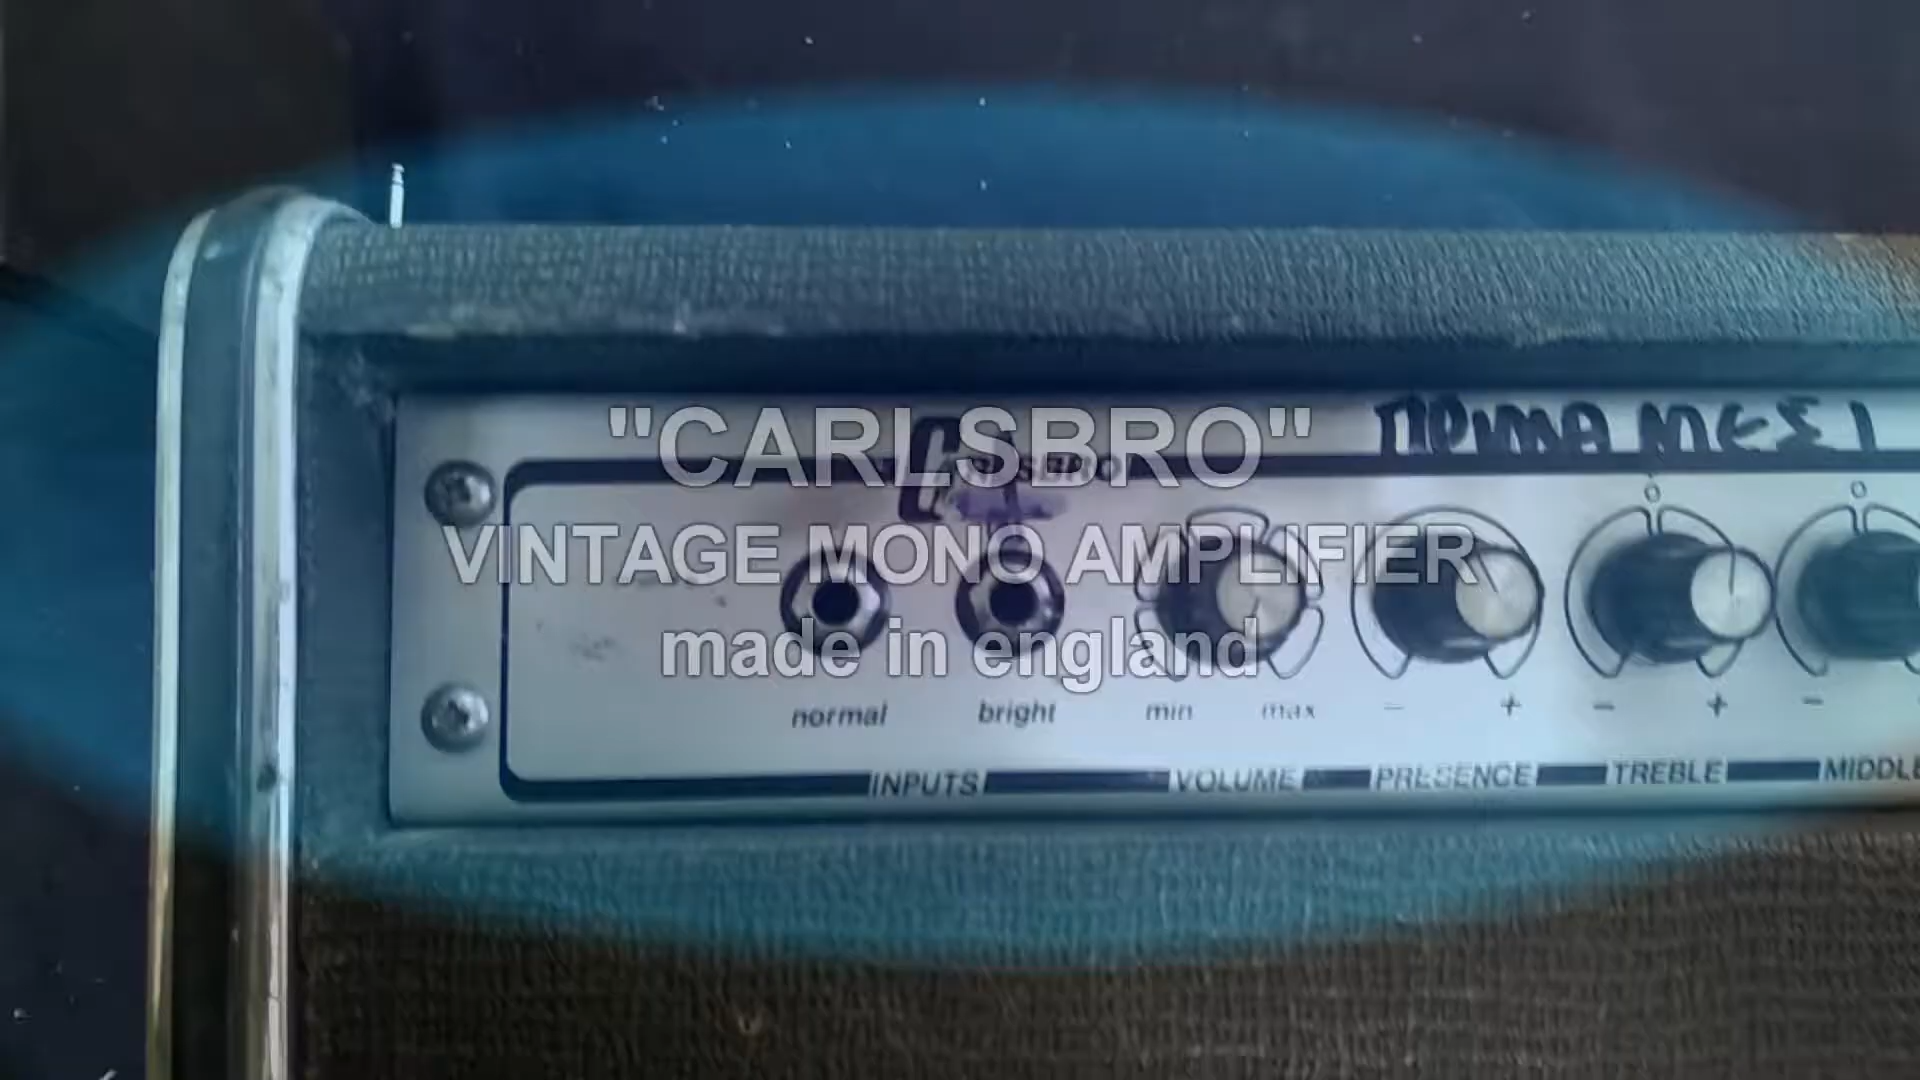 "CARLSBRO"
VINTAGE MONO AMPLIFIER
made in england
normal bright min max
- + - + -
INPUTS VOLUME PRESENCE TREBLE MIDDLE